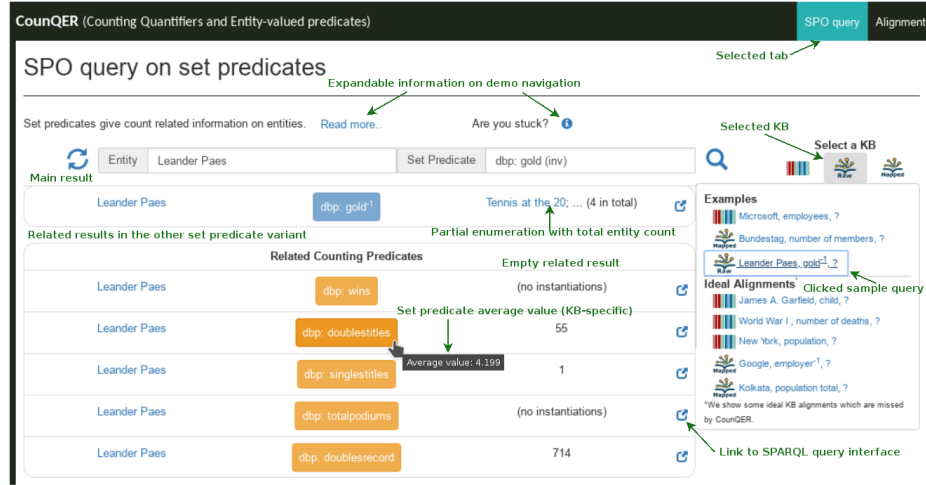 CounQER (Counting Quantifiers and Entity-valued predicates) SPO query Alignment
Selected tab
SPO query on set predicates
Expandable information on demo navigation
Set predicates give count related information on entities. Read more.. Are you stuck?
Selected KB
Select a KB
Entity Leander Paes Set Predicate dbp: gold (inv)
Raw Mapped
Main result
Leander Paes dbp: gold⁻¹ Tennis at the 20; ... (4 in total)
Partial enumeration with total entity count
Related results in the other set predicate variant
Related Counting Predicates
Empty related result
Leander Paes dbp: wins (no instantiations)
Set predicate average value (KB-specific)
Leander Paes dbp: doublestitles 55
Average value: 4.199
Leander Paes dbp: singlestitles 1
Leander Paes dbp: totalpodiums (no instantiations)
Leander Paes dbp: doublesrecord 714
Link to SPARQL query interface
Examples
Microsoft, employees, ?
Mapped Bundestag, number of members, ?
Raw Leander Paes, gold⁻¹, ?
Clicked sample query
Ideal Alignments*
James A. Garfield, child, ?
World War I , number of deaths, ?
New York, population, ?
Mapped Google, employer⁻¹, ?
Mapped Kolkata, population total, ?
*We show some ideal KB alignments which are missed
by CounQER.